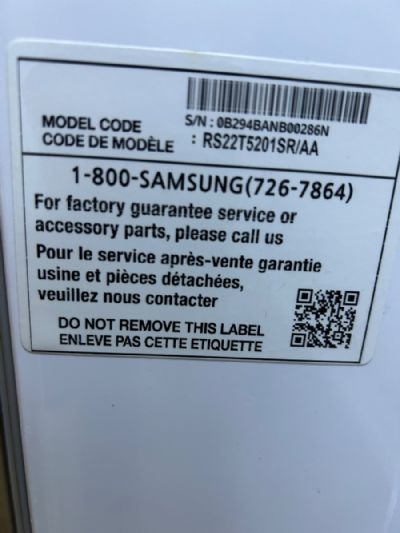 S/N : 0B294BANB00286N
MODEL CODE
CODE DE MODÈLE : RS22T5201SR/AA
1-800-SAMSUNG(726-7864)
For factory guarantee service or
accessory parts, please call us
Pour le service après-vente garantie
usine et pièces détachées,
veuillez nous contacter
DO NOT REMOVE THIS LABEL
ENLEVE PAS CETTE ETIQUETTE